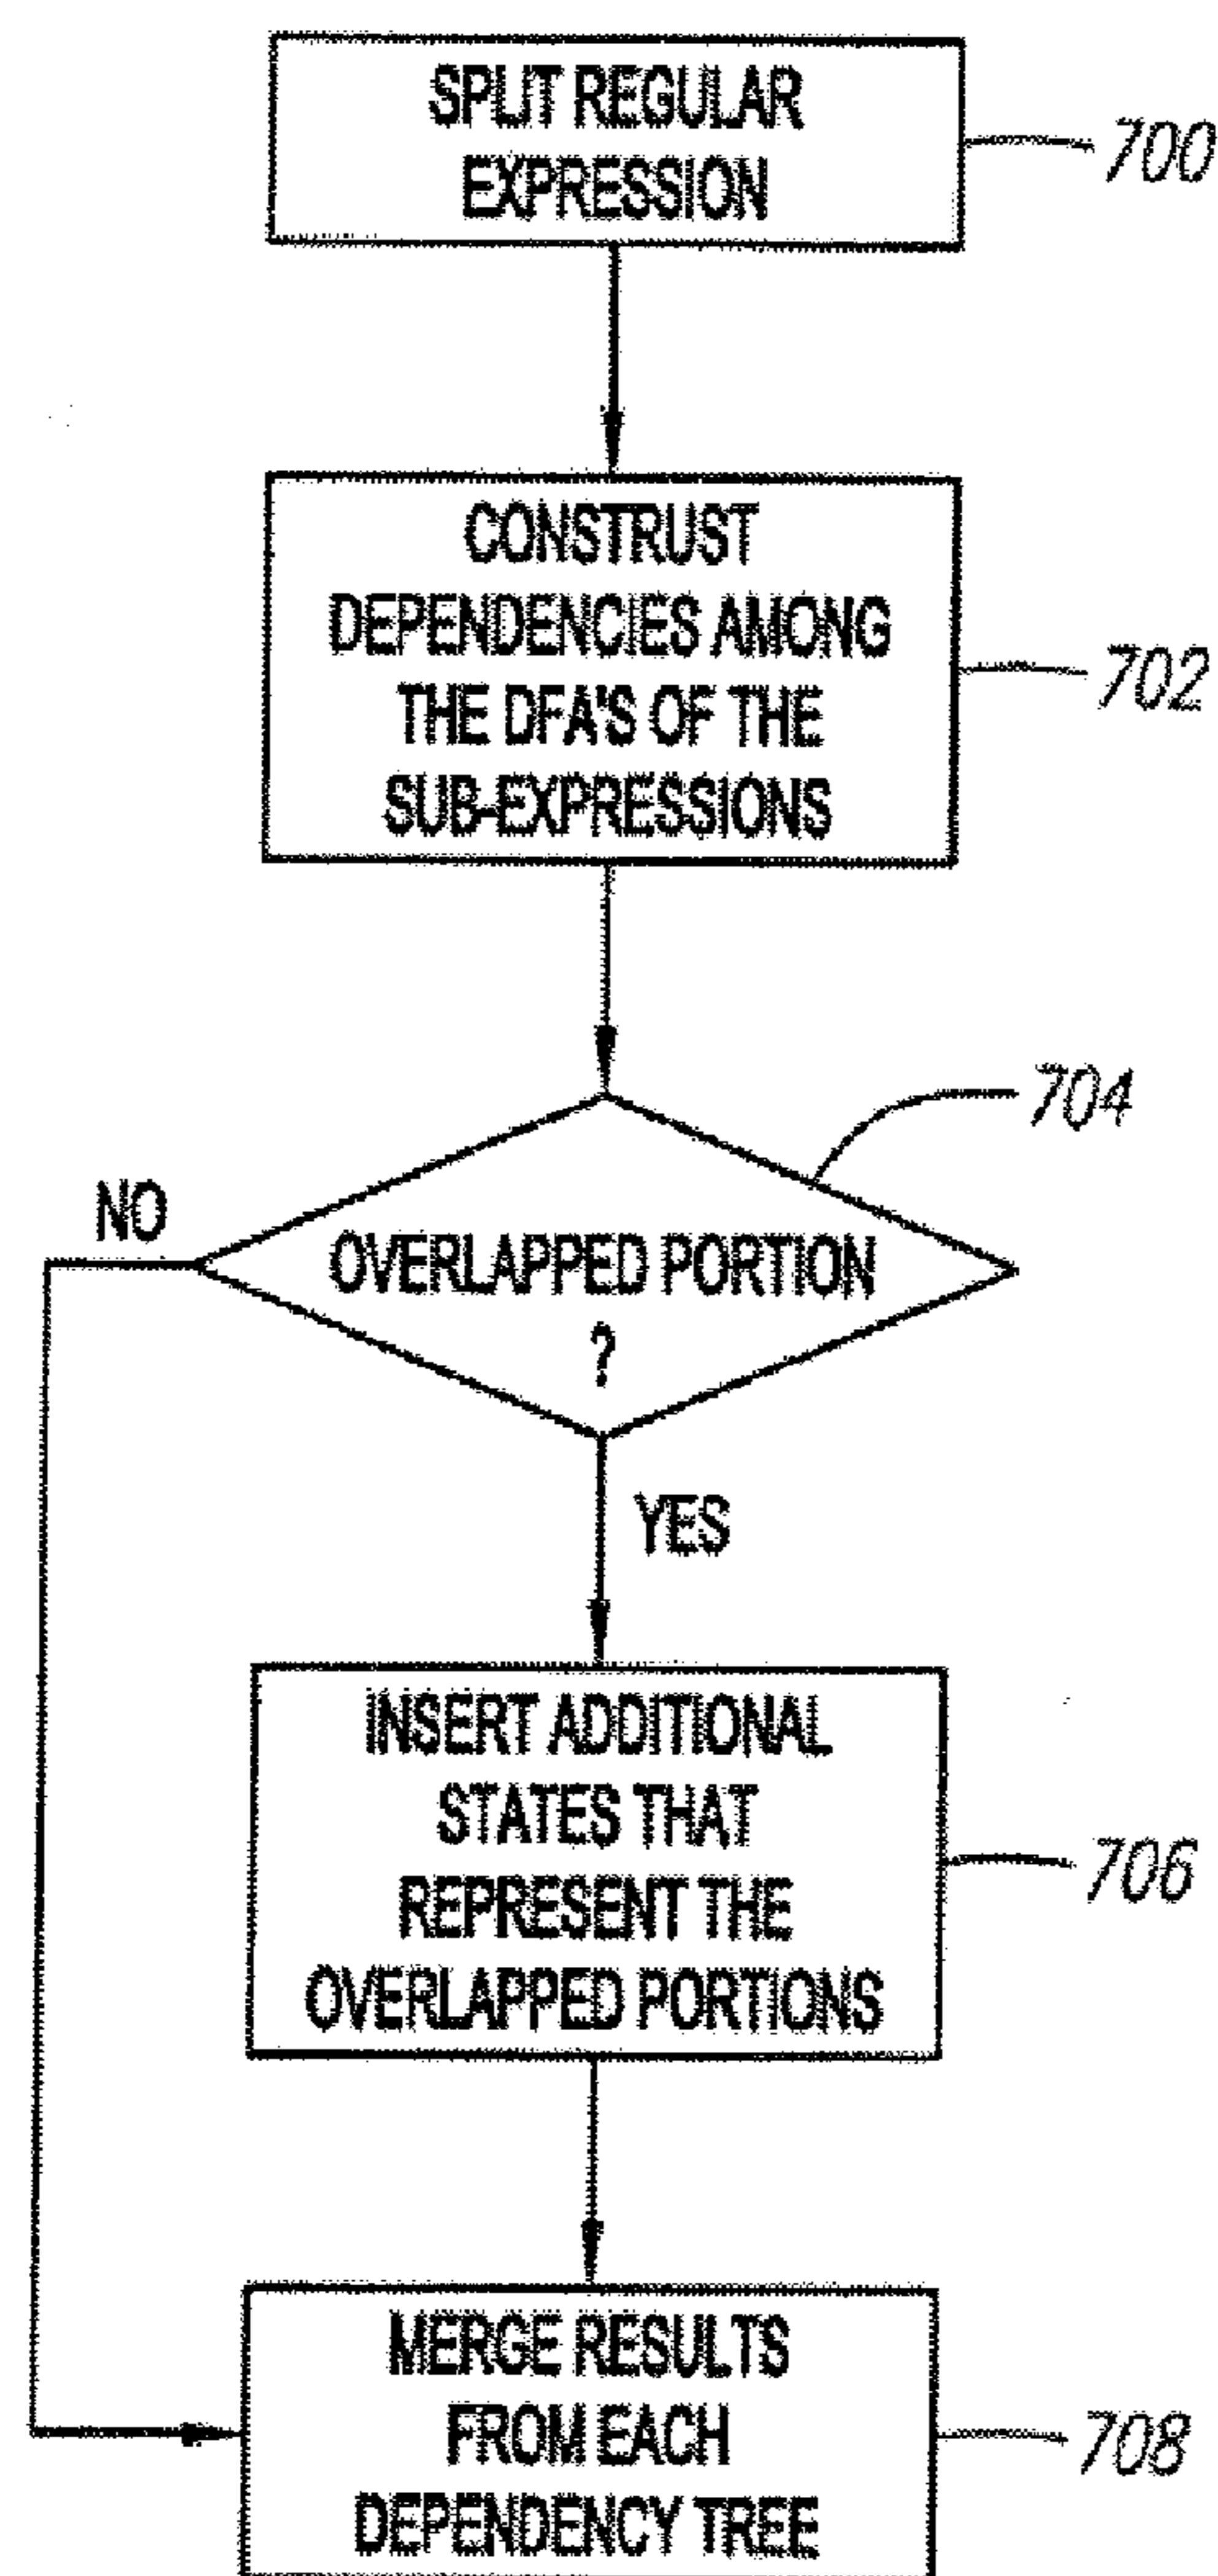 SPLIT REGULAR
EXPRESSION
700
CONSTRUST
DEPENDENCIES AMONG
THE DFA'S OF THE
SUB-EXPRESSIONS
702
704
NO
OVERLAPPED PORTION
?
YES
INSERT ADDITIONAL
STATES THAT
REPRESENT THE
OVERLAPPED PORTIONS
706
MERGE RESULTS
FROM EACH
DEPENDENCY TREE
708